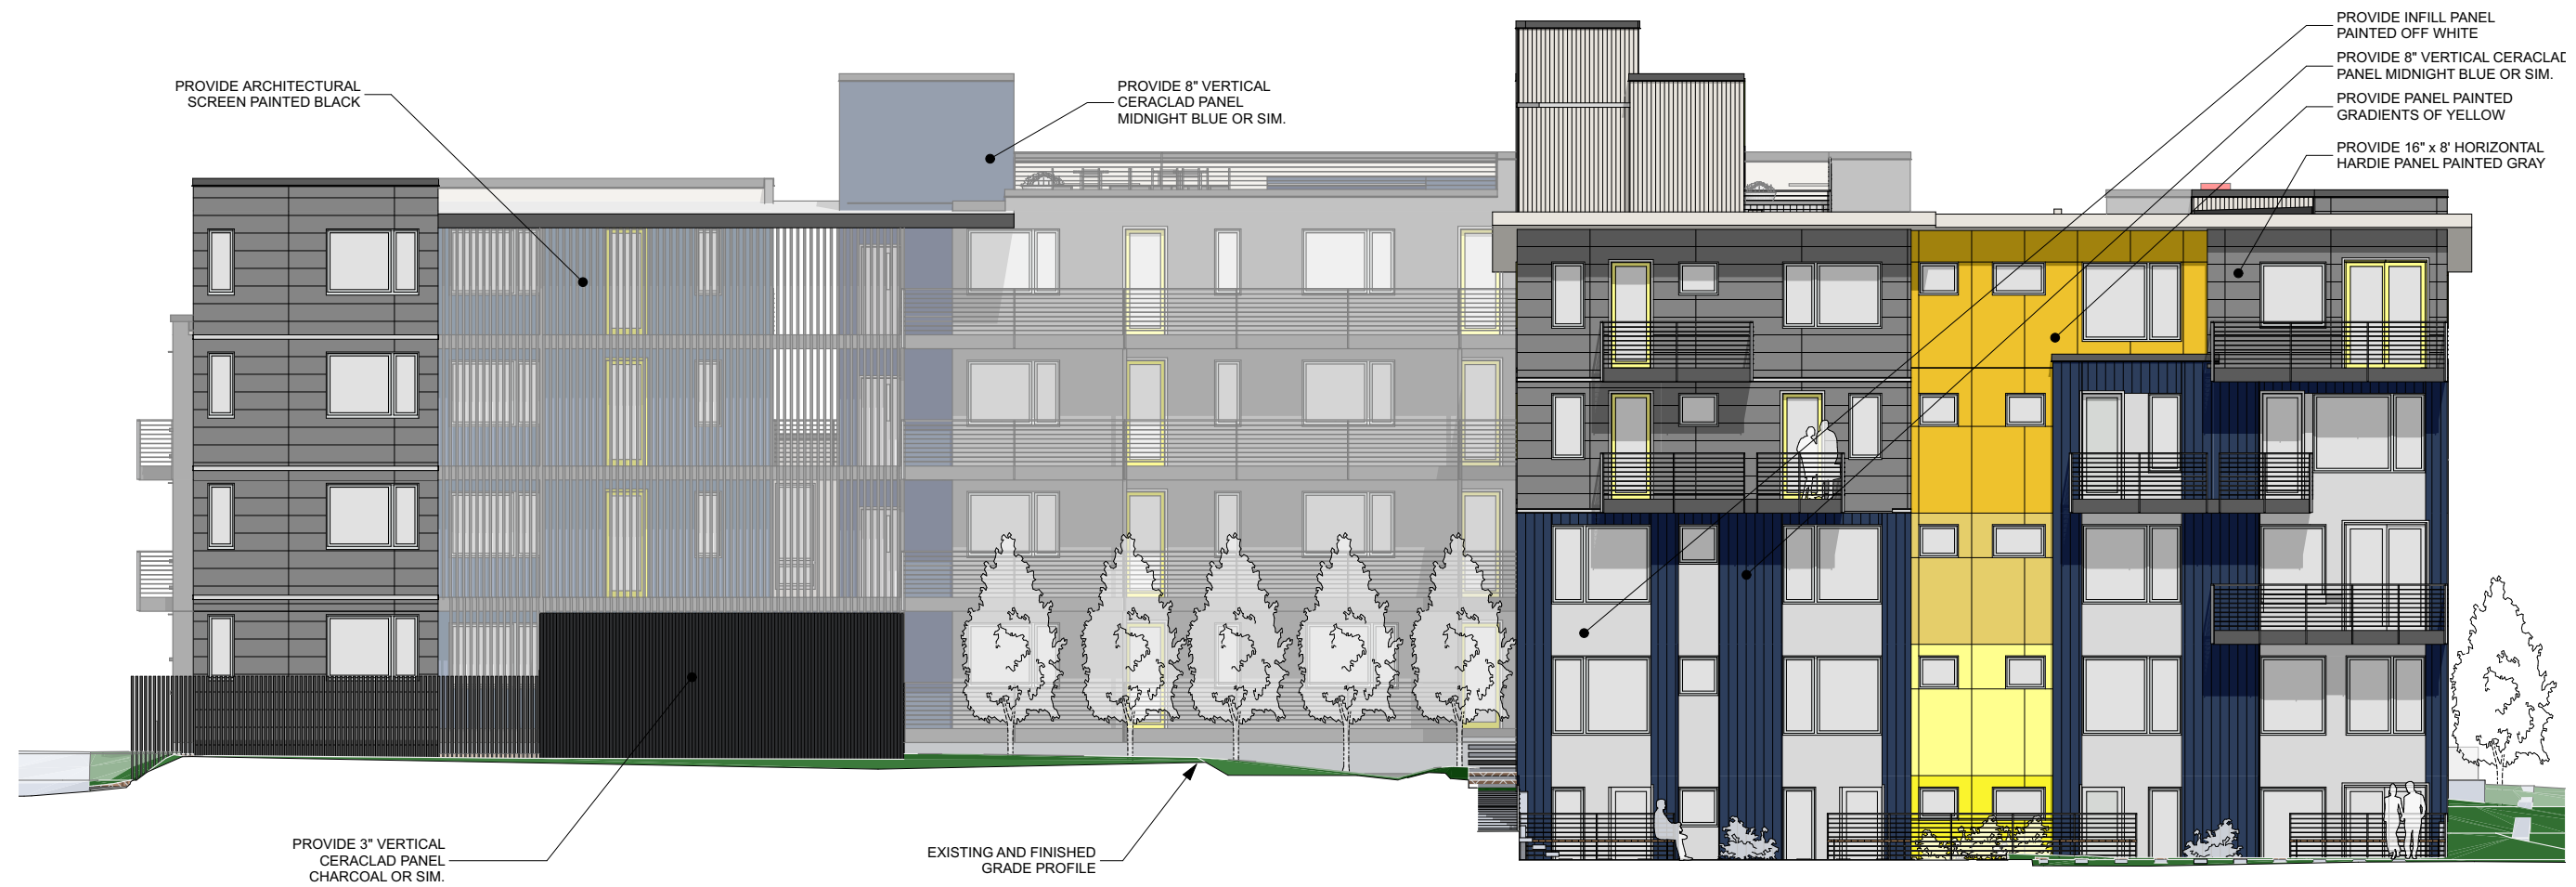 PROVIDE ARCHITECTURAL
SCREEN PAINTED BLACK
PROVIDE 8" VERTICAL
CERACLAD PANEL
MIDNIGHT BLUE OR SIM.
PROVIDE INFILL PANEL
PAINTED OFF WHITE
PROVIDE 8" VERTICAL CERACLAD
PANEL MIDNIGHT BLUE OR SIM.
PROVIDE PANEL PAINTED
GRADIENTS OF YELLOW
PROVIDE 16" x 8' HORIZONTAL
HARDIE PANEL PAINTED GRAY
PROVIDE 3" VERTICAL
CERACLAD PANEL
CHARCOAL OR SIM.
EXISTING AND FINISHED
GRADE PROFILE